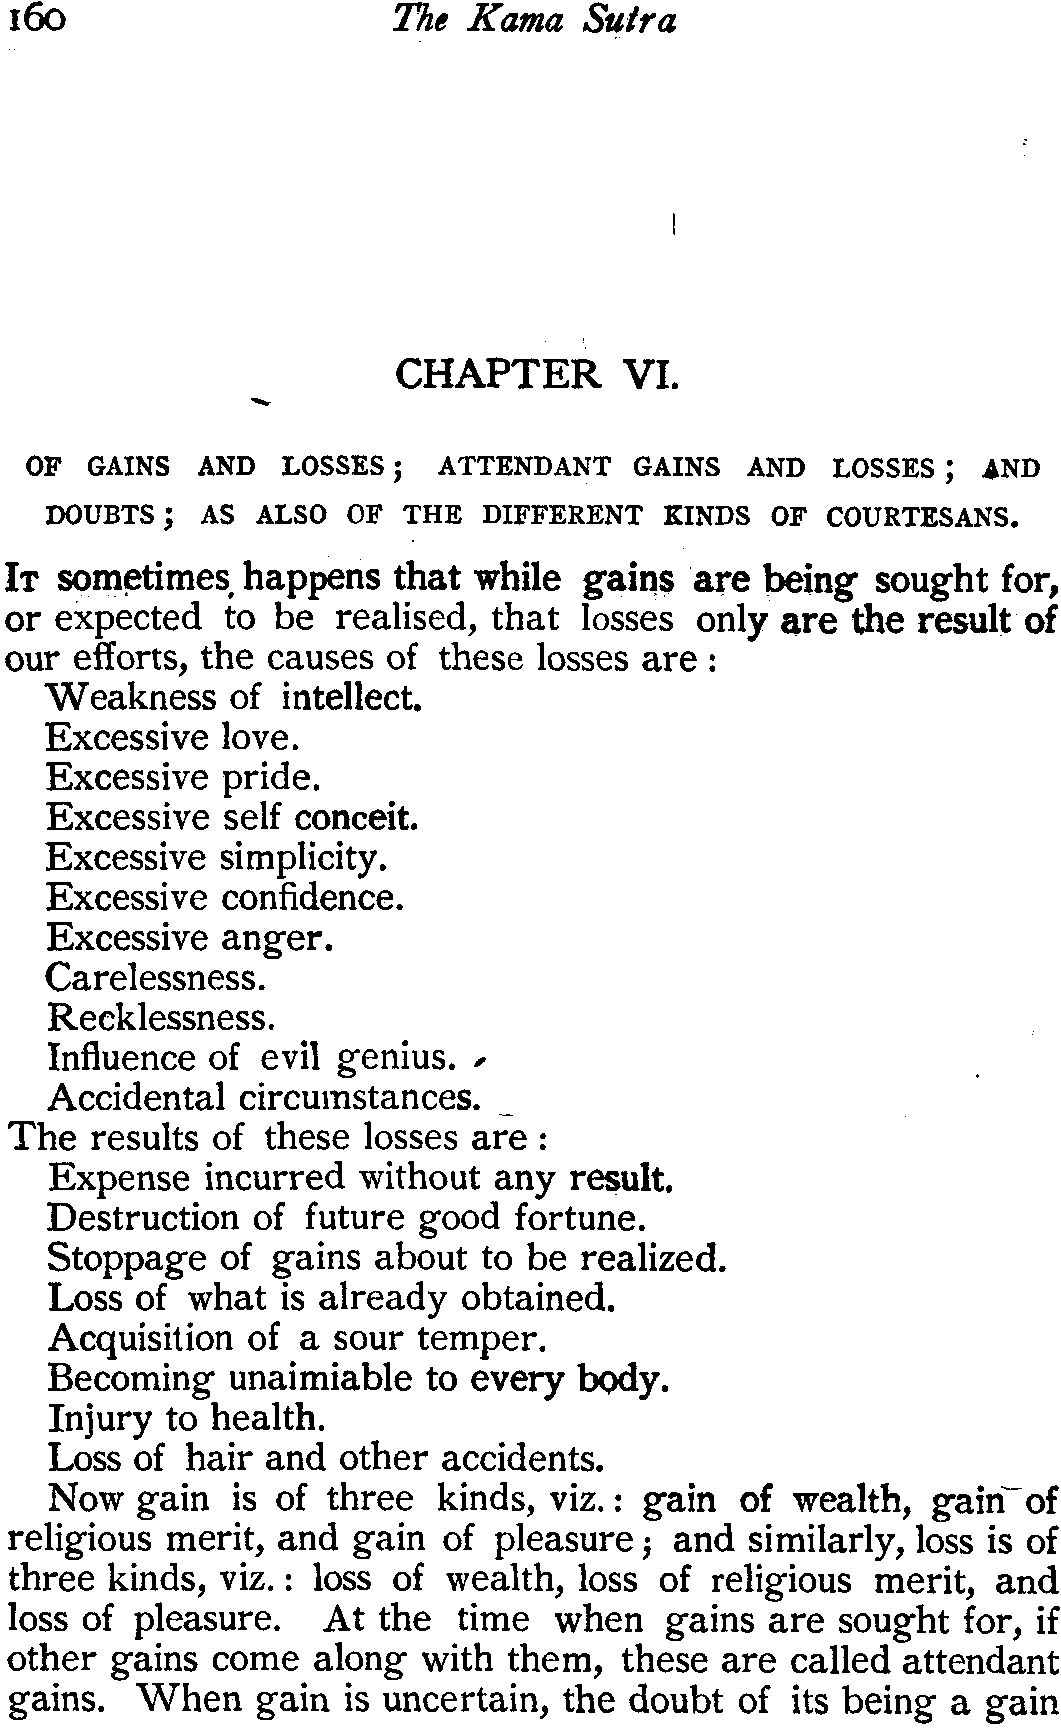 160 The Kama Sutra
CHAPTER VI.
OF GAINS AND LOSSES; ATTENDANT GAINS AND LOSSES; AND
DOUBTS; AS ALSO OF THE DIFFERENT KINDS OF COURTESANS.
IT sometimes happens that while gains are being sought for,
or expected to be realised, that losses only are the result of
our efforts, the causes of these losses are :
Weakness of intellect.
Excessive love.
Excessive pride.
Excessive self conceit.
Excessive simplicity.
Excessive confidence.
Excessive anger.
Carelessness.
Recklessness.
Influence of evil genius.
Accidental circumstances.
The results of these losses are :
Expense incurred without any result.
Destruction of future good fortune.
Stoppage of gains about to be realized.
Loss of what is already obtained.
Acquisition of a sour temper.
Becoming unaimiable to every body.
Injury to health.
Loss of hair and other accidents.
Now gain is of three kinds, viz. : gain of wealth, gain of
religious merit, and gain of pleasure ; and similarly, loss is of
three kinds, viz. : loss of wealth, loss of religious merit, and
loss of pleasure. At the time when gains are sought for, if
other gains come along with them, these are called attendant
gains. When gain is uncertain, the doubt of its being a gain